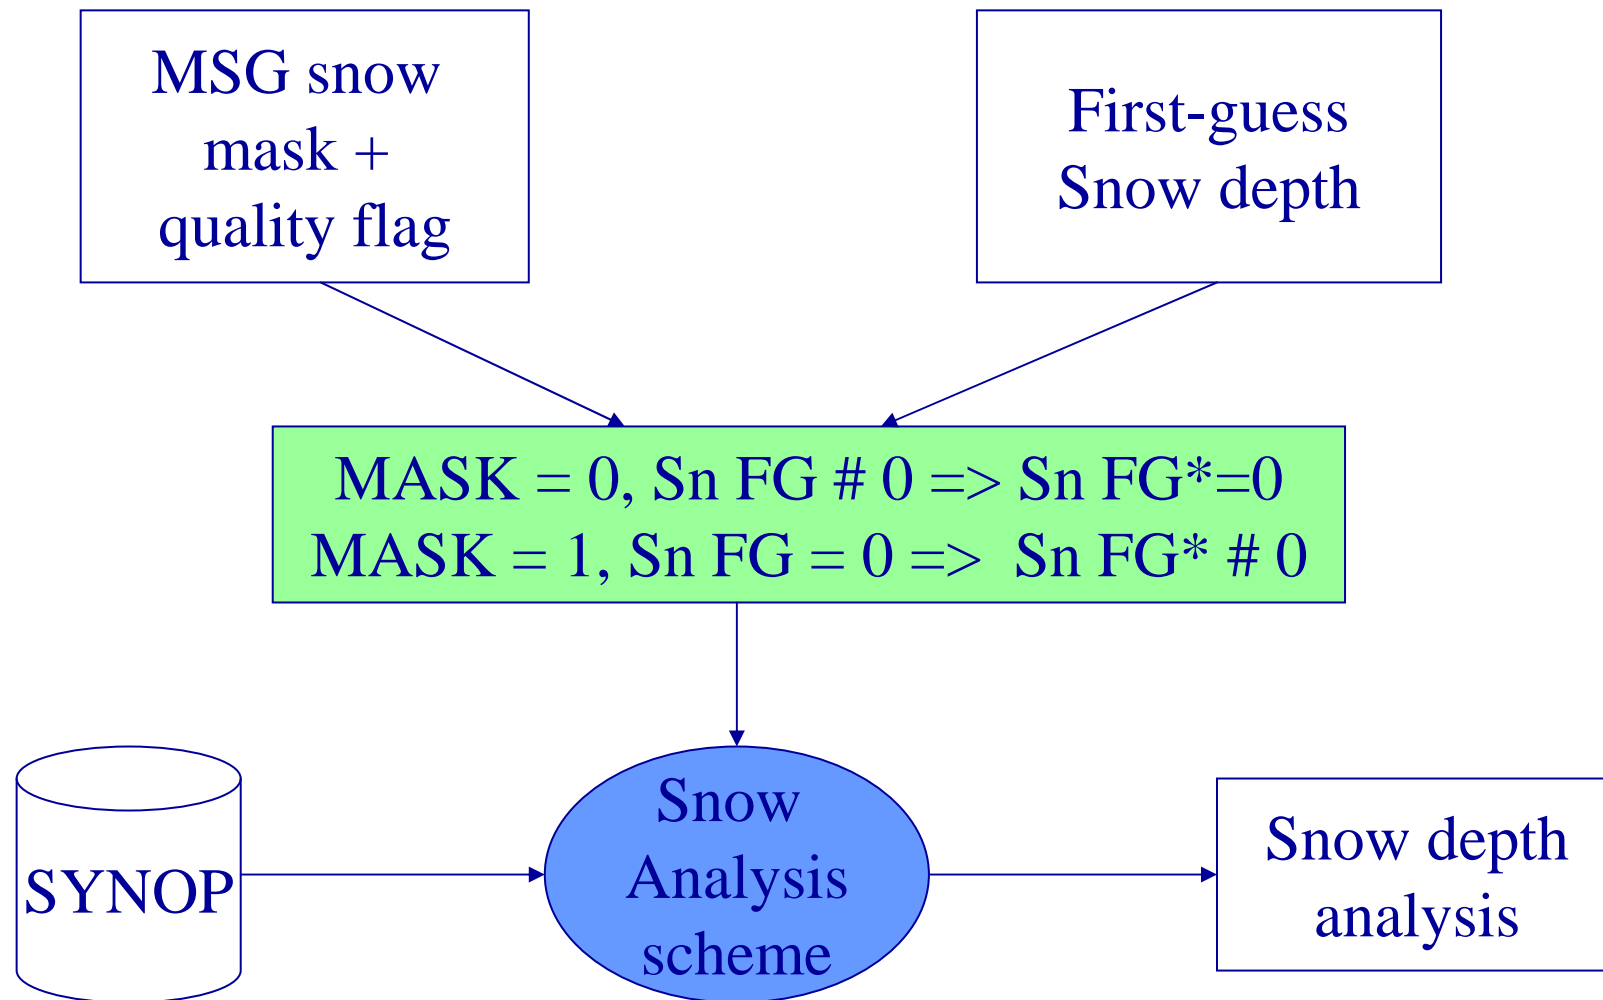 MSG snow
mask +
quality flag
First-guess
Snow depth
MASK = 0, Sn FG # 0 => Sn FG*=0
MASK = 1, Sn FG = 0 => Sn FG* # 0
SYNOP
Snow
Analysis
scheme
Snow depth
analysis